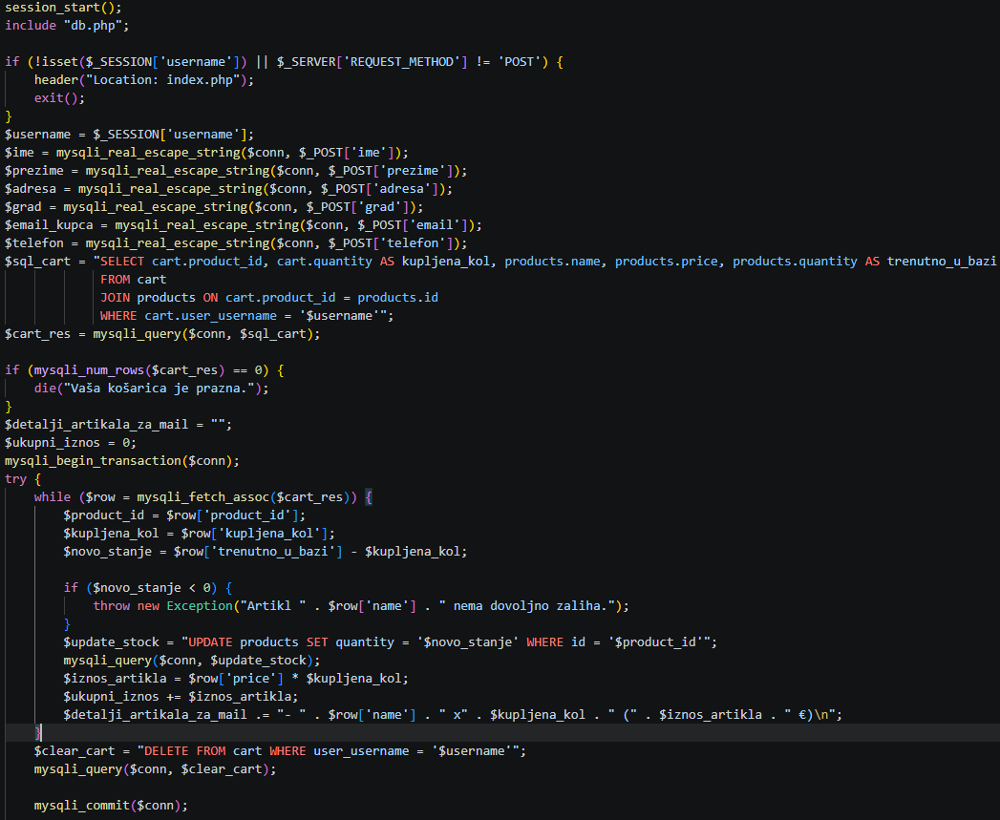 session_start();
include "db.php";
if (!isset($_SESSION['username']) || $_SERVER['REQUEST_METHOD'] != 'POST') {
header("Location: index.php");
exit();
}
$username = $_SESSION['username'];
$ime = mysqli_real_escape_string($conn, $_POST['ime']);
$prezime = mysqli_real_escape_string($conn, $_POST['prezime']);
$adresa = mysqli_real_escape_string($conn, $_POST['adresa']);
$grad = mysqli_real_escape_string($conn, $_POST['grad']);
$email_kupca = mysqli_real_escape_string($conn, $_POST['email']);
$telefon = mysqli_real_escape_string($conn, $_POST['telefon']);
$sql_cart = "SELECT cart.product_id, cart.quantity AS kupljena_kol, products.name, products.price, products.quantity AS trenutno_u_bazi
FROM cart
JOIN products ON cart.product_id = products.id
WHERE cart.user_username = '$username'";
$cart_res = mysqli_query($conn, $sql_cart);
if (mysqli_num_rows($cart_res) == 0) {
die("Vaša košarica je prazna.");
}
$detalji_artikala_za_mail = "";
$ukupni_iznos = 0;
mysqli_begin_transaction($conn);
try {
while ($row = mysqli_fetch_assoc($cart_res)) {
$product_id = $row['product_id'];
$kupljena_kol = $row['kupljena_kol'];
$novo_stanje = $row['trenutno_u_bazi'] - $kupljena_kol;
if ($novo_stanje < 0) {
throw new Exception("Artikl " . $row['name'] . " nema dovoljno zaliha.");
}
$update_stock = "UPDATE products SET quantity = '$novo_stanje' WHERE id = '$product_id'";
mysqli_query($conn, $update_stock);
$iznos_artikla = $row['price'] * $kupljena_kol;
$ukupni_iznos += $iznos_artikla;
$detalji_artikala_za_mail .= "- " . $row['name'] . " x" . $kupljena_kol . " (" . $iznos_artikla . " €)\n";
}
$clear_cart = "DELETE FROM cart WHERE user_username = '$username'";
mysqli_query($conn, $clear_cart);
mysqli_commit($conn);